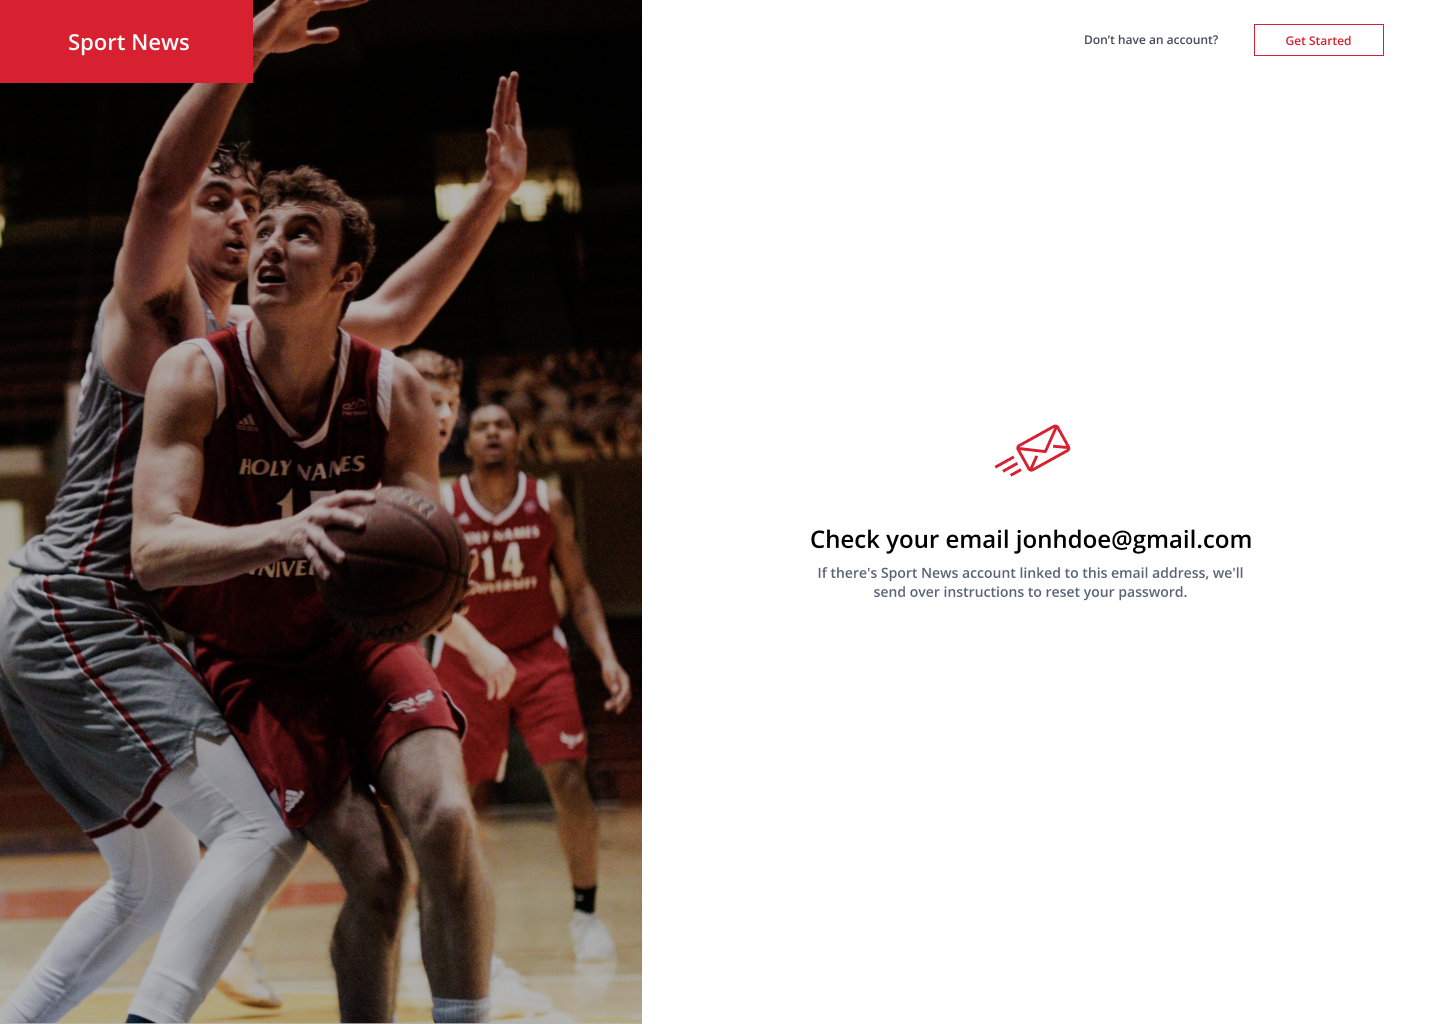 Sport News
Don't have an account?
Get Started
HOLY NAMES
14
UNIVERSITY
Check your email jonhdoe@gmail.com
If there's Sport News account linked to this email address, we'll
send over instructions to reset your password.